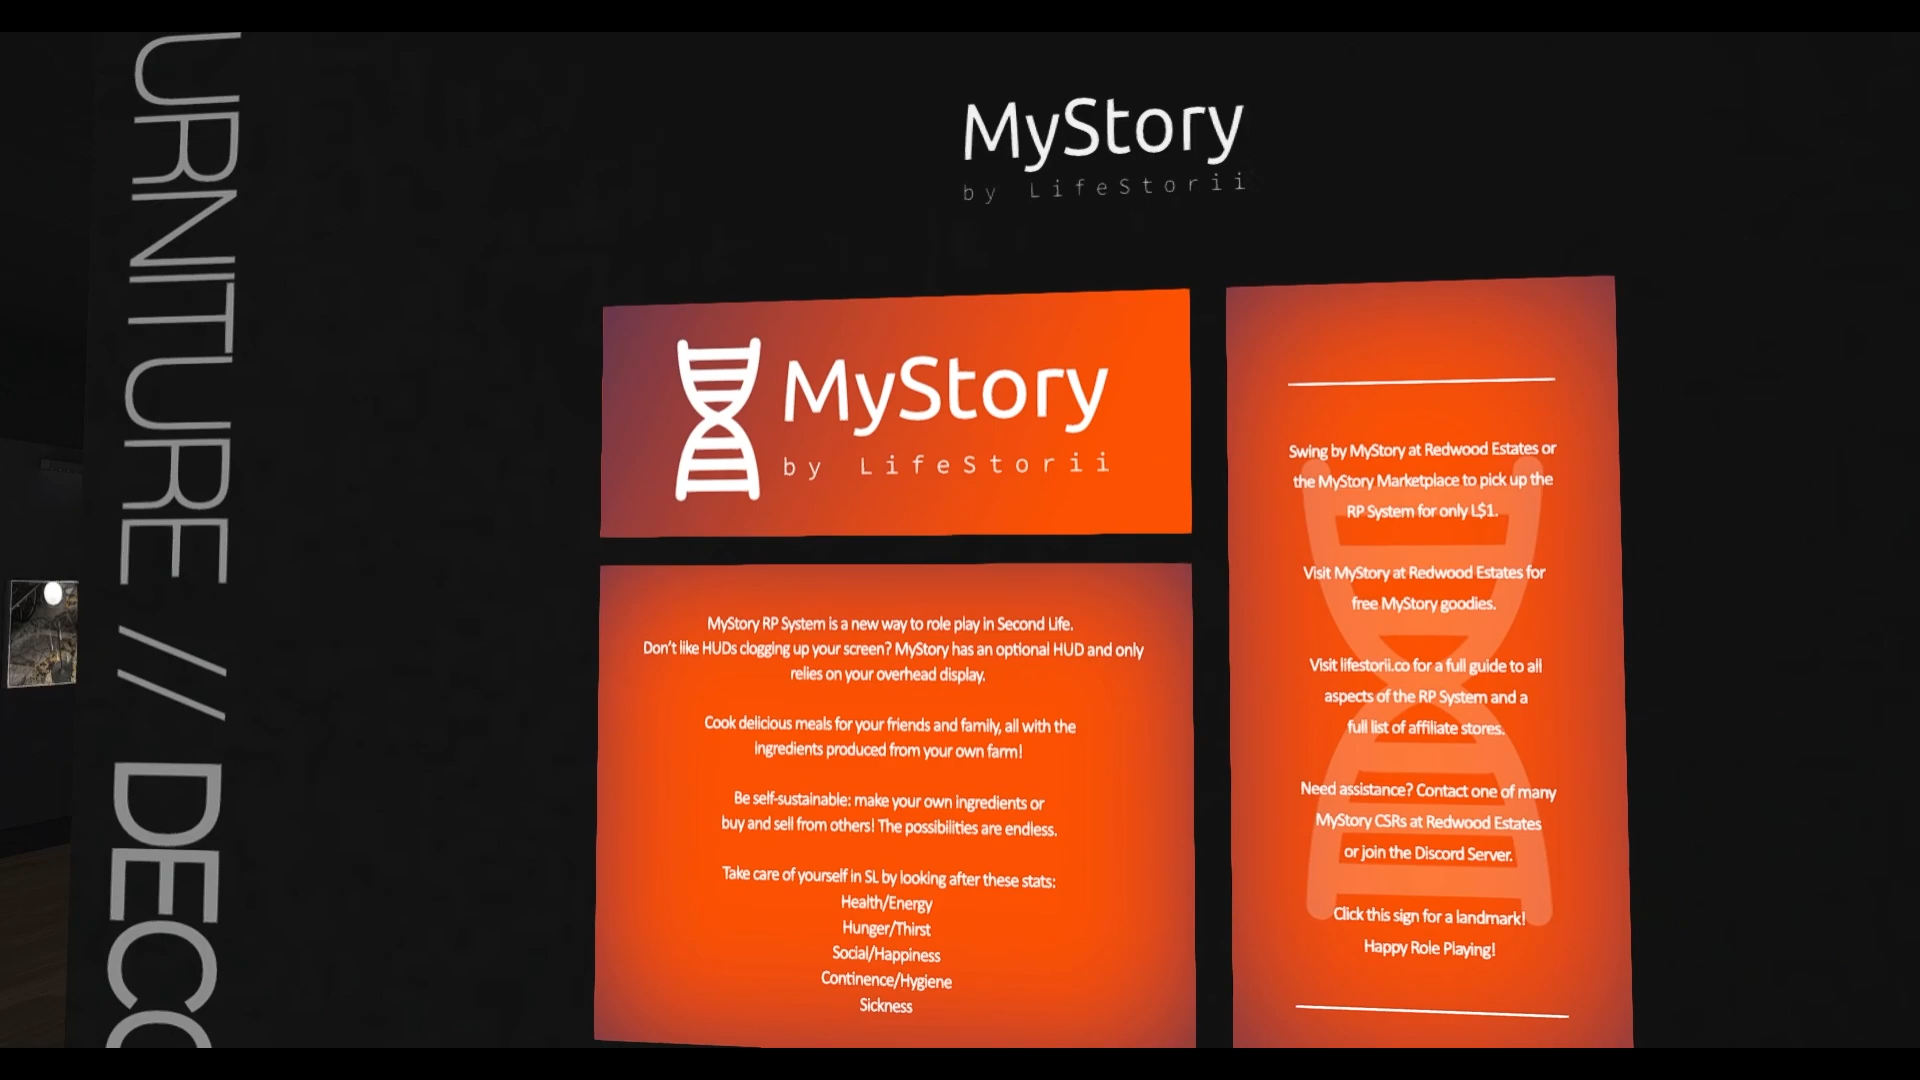 URNITURE // DECO
MyStory
by LifeStorii
MyStory
by LifeStorii
MyStory RP System is a new way to role play in Second Life.
Don't like HUDs clogging up your screen? MyStory has an optional HUD and only
relies on your overhead display.
Cook delicious meals for your friends and family, all with the
ingredients produced from your own farm!
Be self-sustainable: make your own ingredients or
buy and sell from others! The possibilities are endless.
Take care of yourself in SL by looking after these stats:
Health/Energy
Hunger/Thirst
Social/Happiness
Continence/Hygiene
Sickness
Swing by MyStory at Redwood Estates or
the MyStory Marketplace to pick up the
RP System for only L$1.
Visit MyStory at Redwood Estates for
free MyStory goodies.
Visit lifestorii.co for a full guide to all
aspects of the RP System and a
full list of affiliate stores.
Need assistance? Contact one of many
MyStory CSRs at Redwood Estates
or join the Discord Server.
Click this sign for a landmark!
Happy Role Playing!